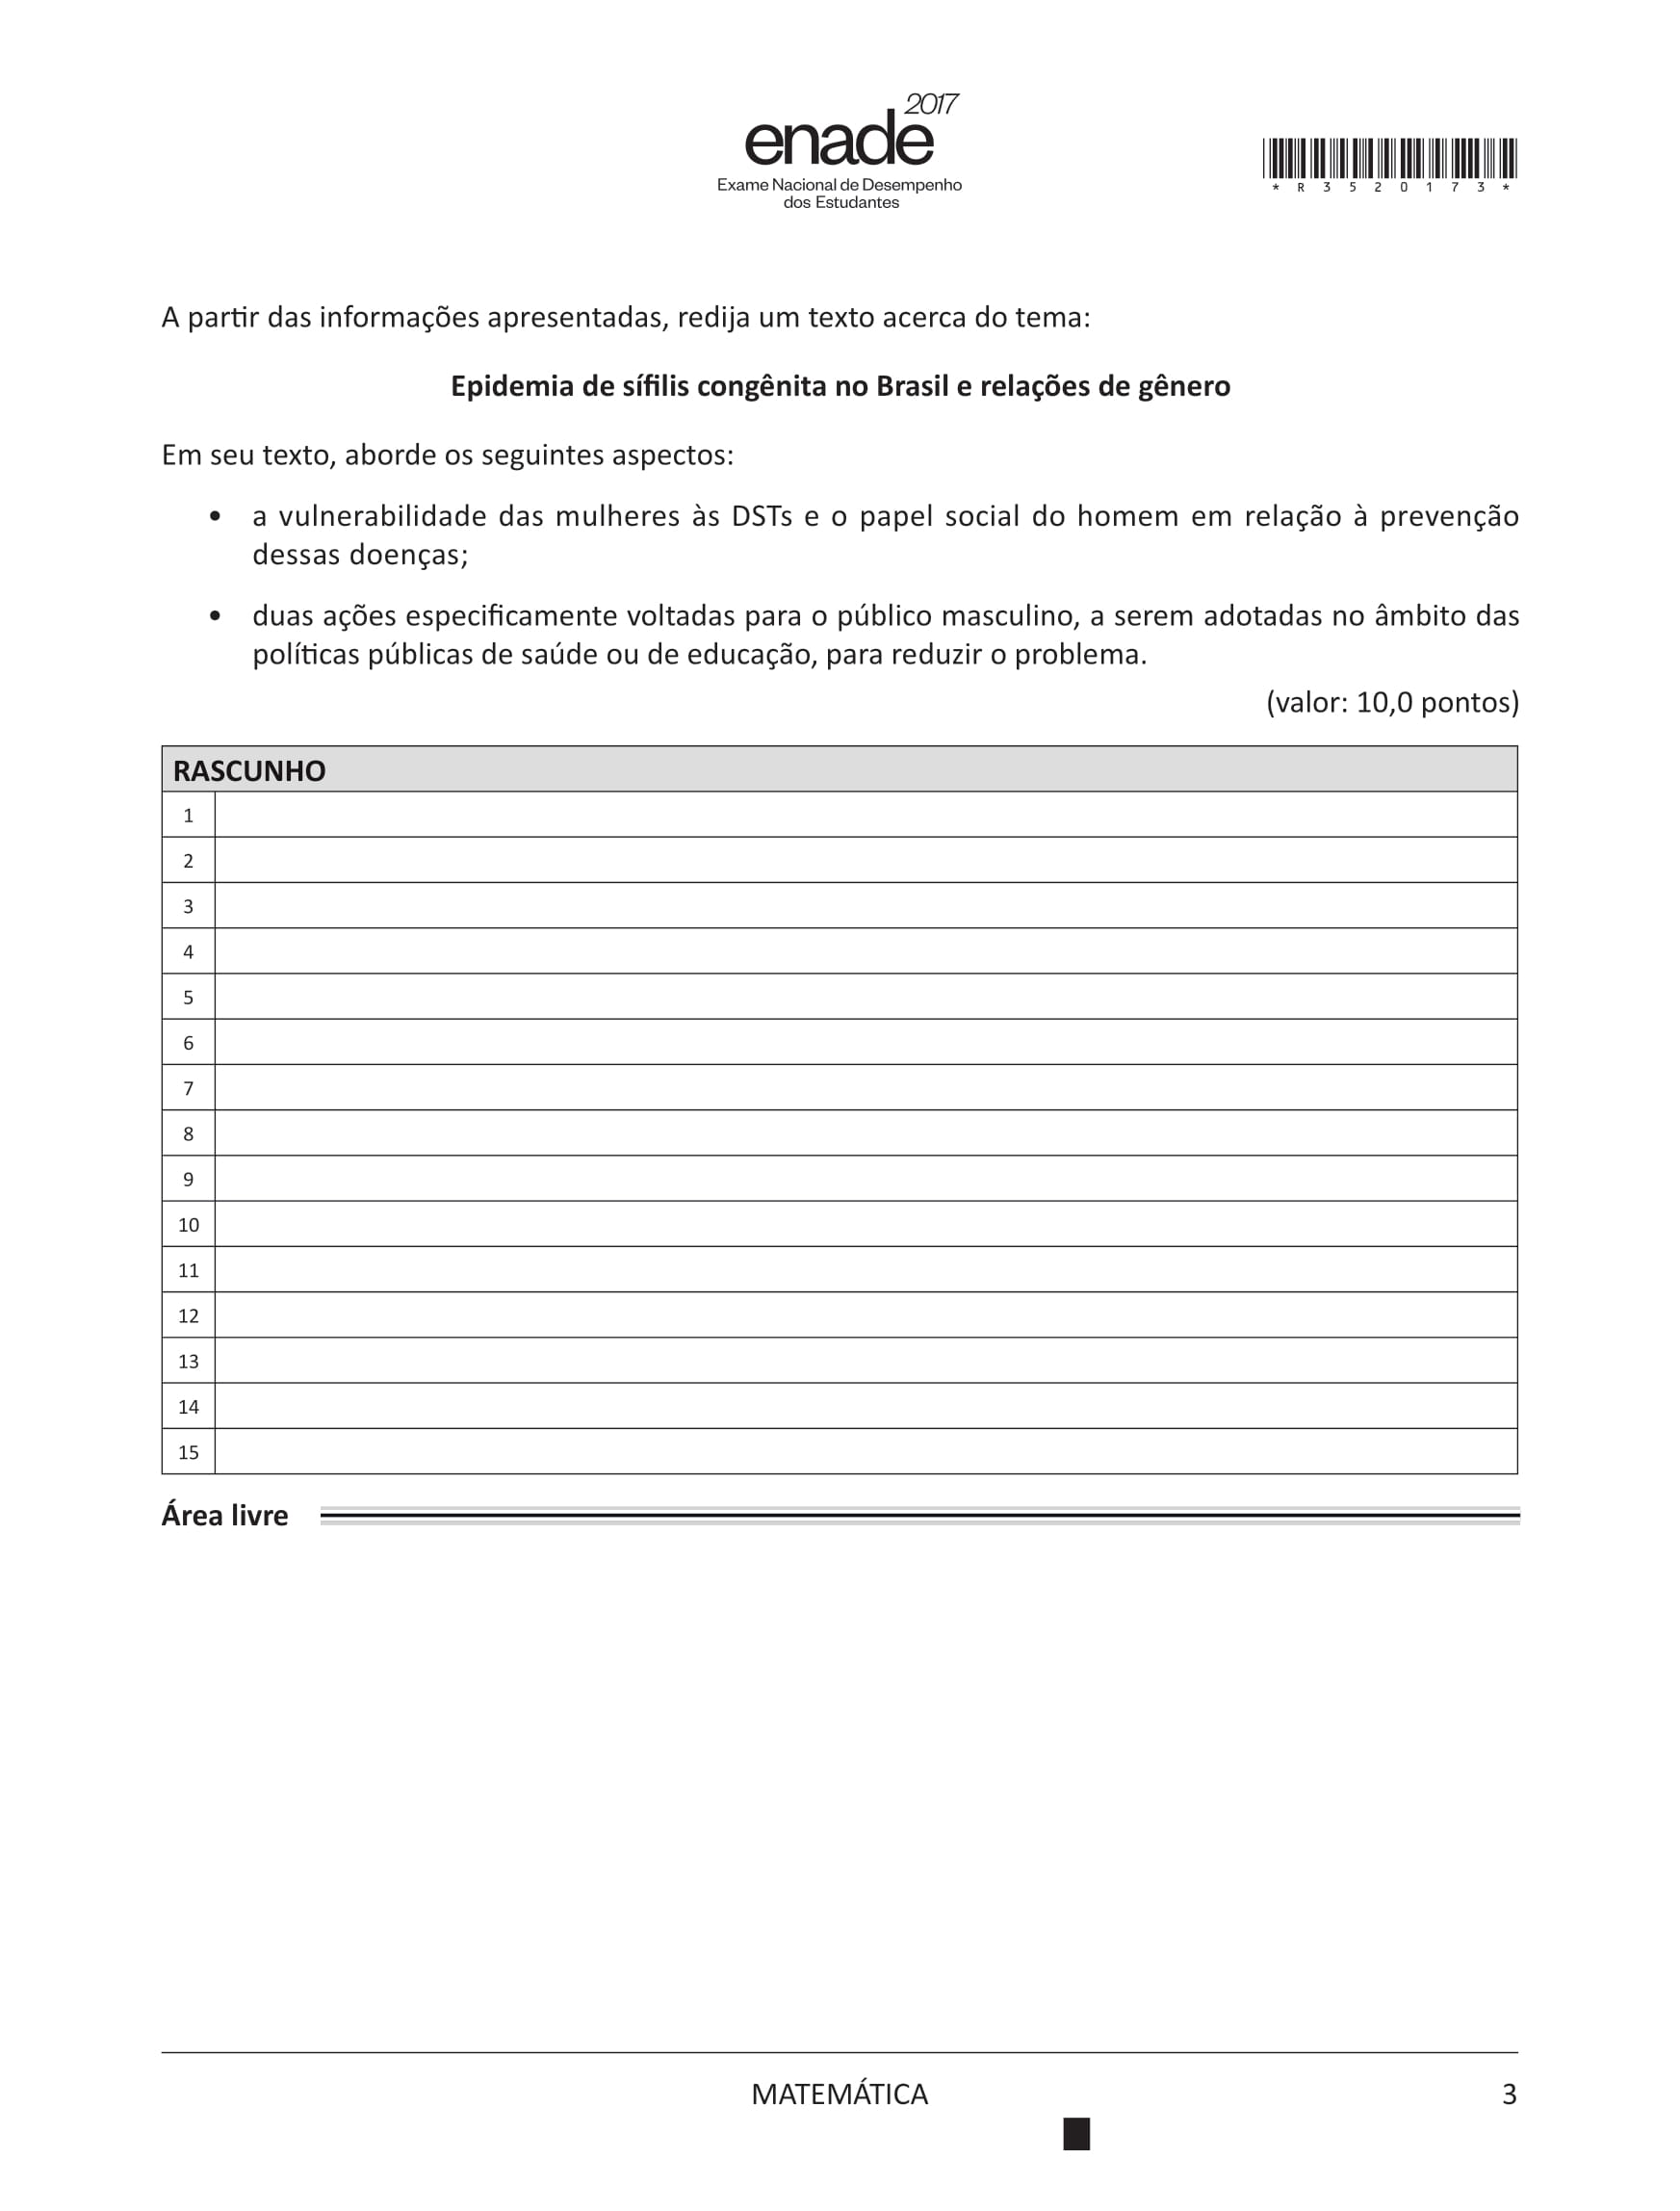 2017
enade
Exame Nacional de Desempenho
dos Estudantes
*R3520173*
A partir das informações apresentadas, redija um texto acerca do tema:
Epidemia de sífilis congênita no Brasil e relações de gênero
Em seu texto, aborde os seguintes aspectos:
• a vulnerabilidade das mulheres às DSTs e o papel social do homem em relação à prevenção
dessas doenças;
• duas ações especificamente voltadas para o público masculino, a serem adotadas no âmbito das
políticas públicas de saúde ou de educação, para reduzir o problema.
(valor: 10,0 pontos)
RASCUNHO
1
2
3
4
5
6
7
8
9
10
11
12
13
14
15
Área livre
MATEMÁTICA
3